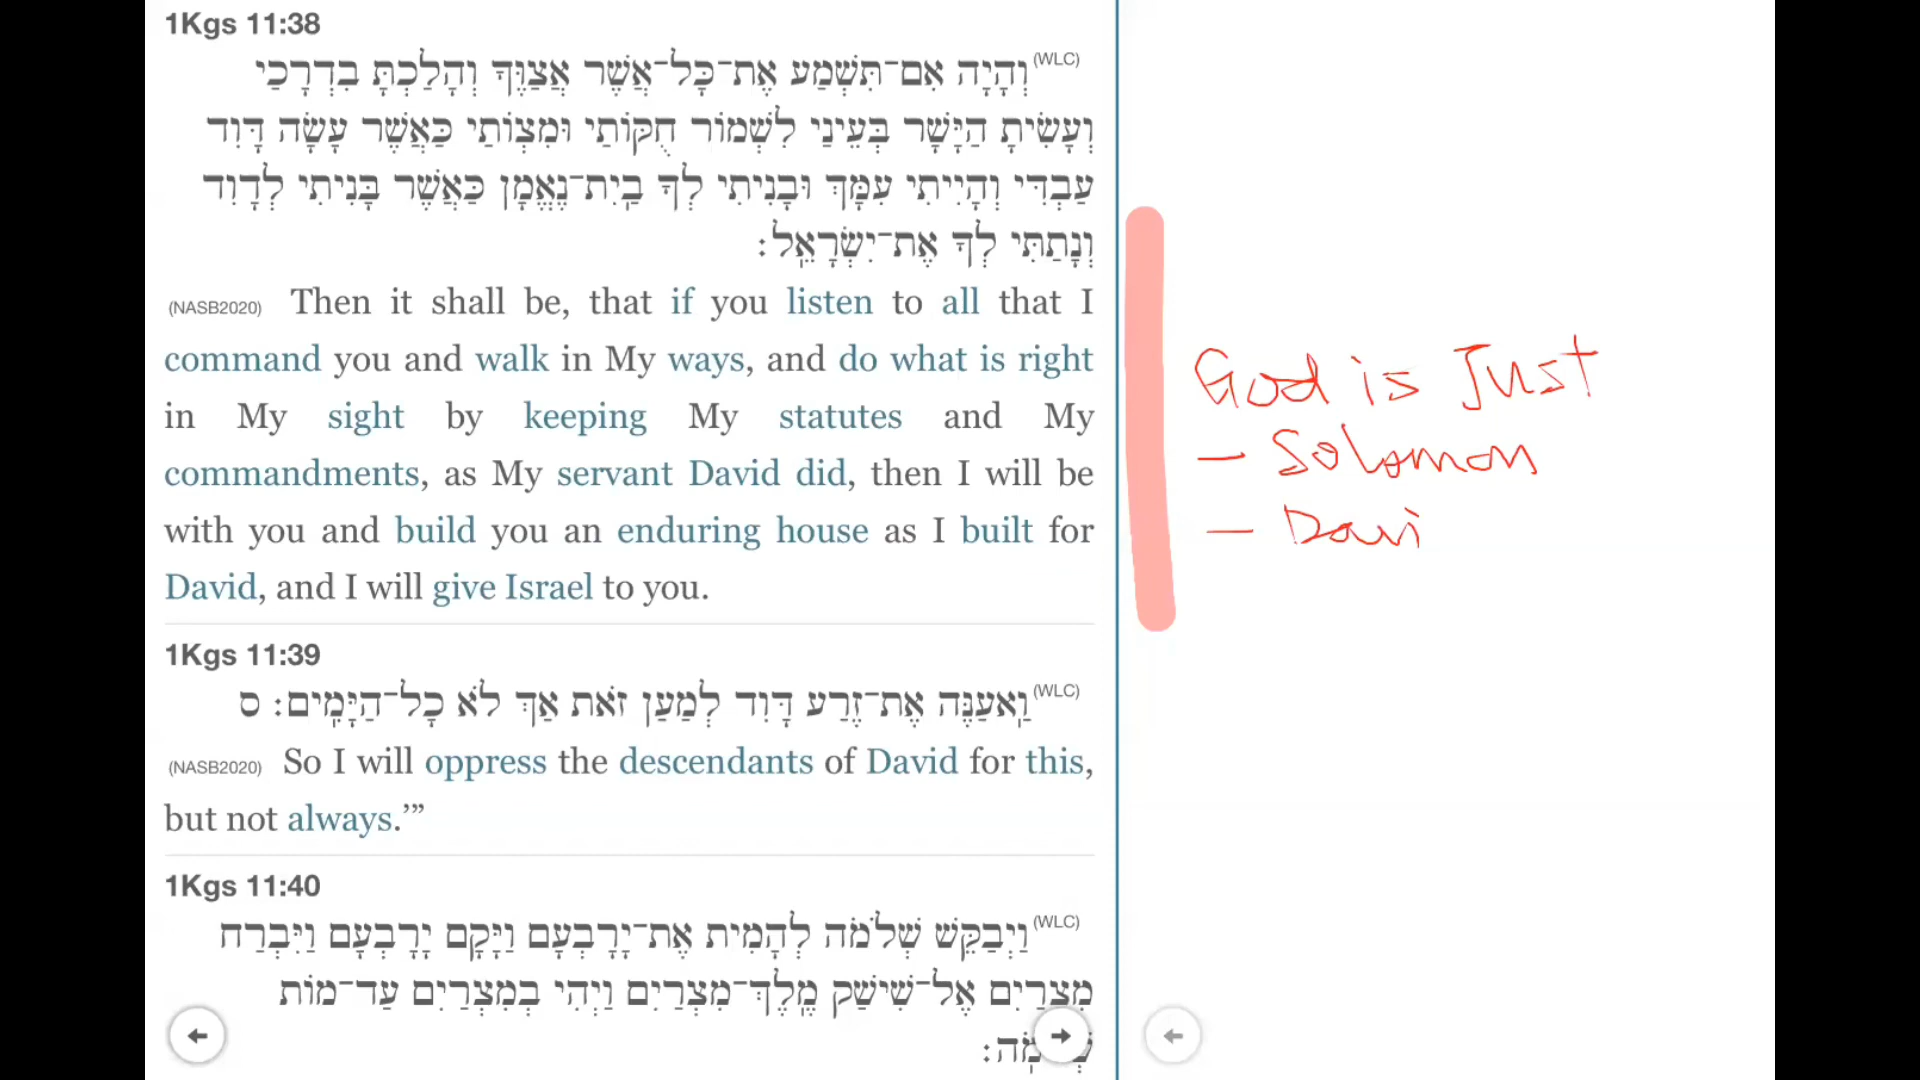 1Kgs 11:38
(WLC) וְהָיָה אִם־תִּשְׁמַע אֶת־כָּל־אֲשֶׁר אֲצַוֶּךָ וְהָלַכְתָּ בִדְרָכַי
וְעָשִׂיתָ הַיָּשָׁר בְּעֵינַי לִשְׁמוֹר חֻקּוֹתַי וּמִצְוֹתַי כַּאֲשֶׁר עָשָׂה דָּוִד
עַבְדִּי וְהָיִיתִי עִמָּךְ וּבָנִיתִי לְךָ בַיִת־נֶאֱמָן כַּאֲשֶׁר בָּנִיתִי לְדָוִד
וְנָתַתִּי לְךָ אֶת־יִשְׂרָאֵל׃
(NASB2020) Then it shall be, that if you listen to all that I
command you and walk in My ways, and do what is right
in My sight by keeping My statutes and My
commandments, as My servant David did, then I will be
with you and build you an enduring house as I built for
David, and I will give Israel to you.
1Kgs 11:39
(WLC) וַאעַנֶּה אֶת־זֶרַע דָּוִד לְמַעַן זֹאת אַךְ לֹא כָל־הַיָּמִים׃ ס
(NASB2020) So I will oppress the descendants of David for this,
but not always.’”
1Kgs 11:40
(WLC) וַיְבַקֵּשׁ שְׁלֹמֹה לְהָמִית אֶת־יָרָבְעָם וַיָּקָם יָרָבְעָם וַיִּבְרַח
מִצְרַיִם אֶל־שִׁישַׁק מֶלֶךְ־מִצְרַיִם וַיְהִי בְמִצְרַיִם עַד־מוֹת
God is Just
– Solomon
– Davi